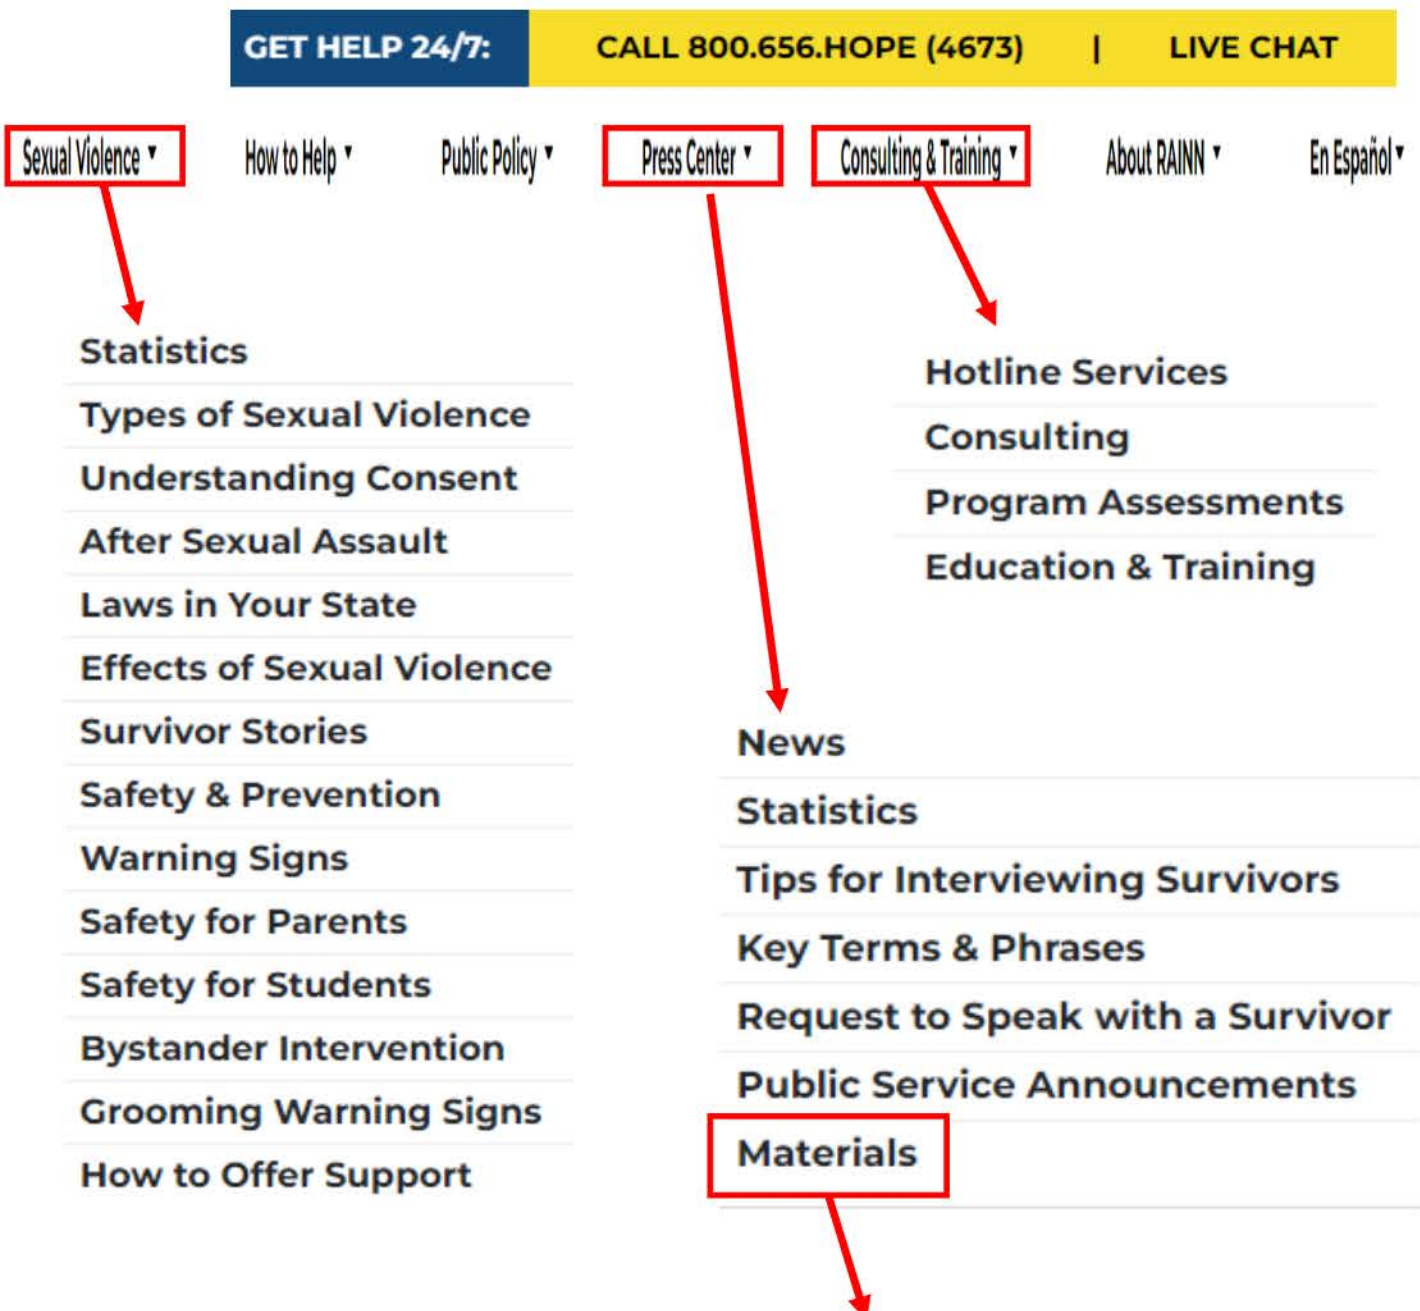 GET HELP 24/7: CALL 800.656.HOPE (4673) | LIVE CHAT
Sexual Violence ▼ How to Help ▼ Public Policy ▼ Press Center ▼ Consulting & Training ▼ About RAINN ▼ En Español ▼
Statistics
Types of Sexual Violence
Understanding Consent
After Sexual Assault
Laws in Your State
Effects of Sexual Violence
Survivor Stories
Safety & Prevention
Warning Signs
Safety for Parents
Safety for Students
Bystander Intervention
Grooming Warning Signs
How to Offer Support
Hotline Services
Consulting
Program Assessments
Education & Training
News
Statistics
Tips for Interviewing Survivors
Key Terms & Phrases
Request to Speak with a Survivor
Public Service Announcements
Materials